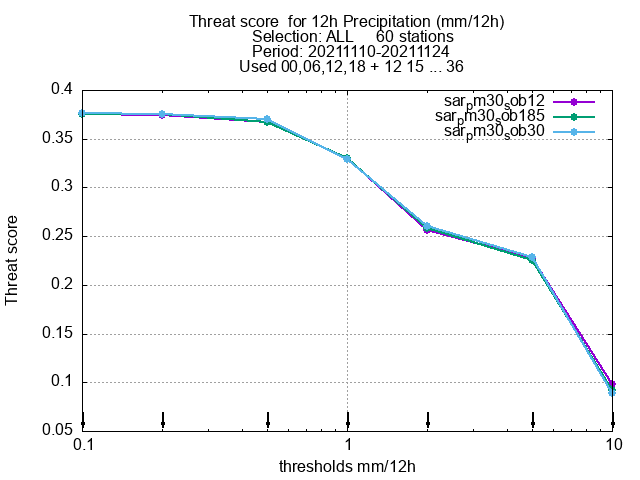 Threat score for 12h Precipitation (mm/12h)
Selection: ALL 60 stations
Period: 20211110-20211124
Used 00,06,12,18 + 12 15 ... 36
0.4
0.35
0.3
0.25
0.2
0.15
0.1
0.05
Threat score
sarpm30sob12
sarpm30sob185
sarpm30sob30
0.1 1 10
thresholds mm/12h